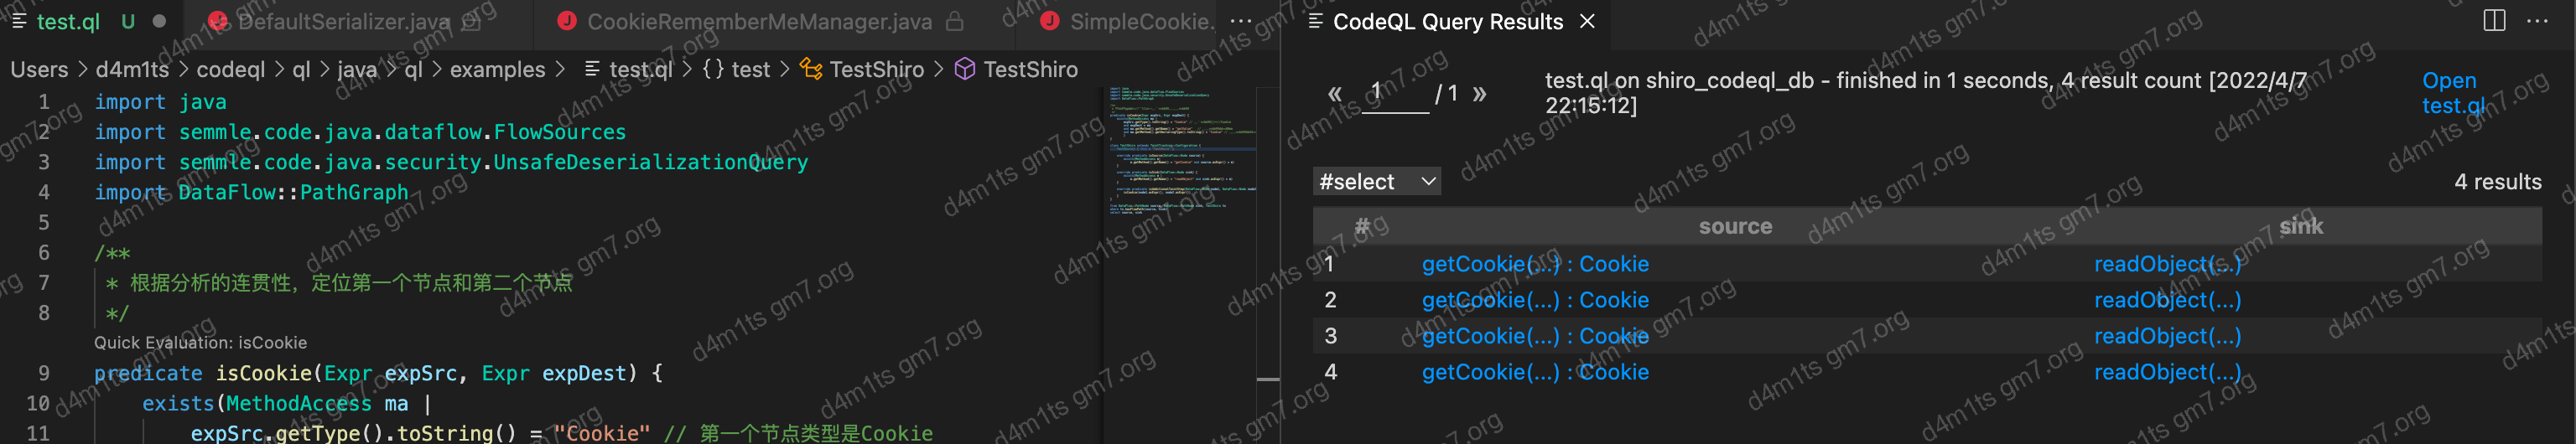 test.ql U
DefaultSerializer.java
CookieRememberMeManager.java
SimpleCookie.
Users > d4m1ts > codeql > ql > java > ql > examples > test.ql > {} test > TestShiro > TestShiro
1 import java
2 import semmle.code.java.dataflow.FlowSources
3 import semmle.code.java.security.UnsafeDeserializationQuery
4 import DataFlow::PathGraph
5
6 /**
7 * 根据分析的连贯性，定位第一个节点和第二个节点
8 */
Quick Evaluation: isCookie
9 predicate isCookie(Expr expSrc, Expr expDest) {
10 exists(MethodAccess ma |
11 expSrc.getType().toString() = "Cookie" // 第一个节点类型是Cookie
CodeQL Query Results
« 1 / 1 »
test.ql on shiro_codeql_db - finished in 1 seconds, 4 result count [2022/4/7
22:15:12]
Open
test.ql
#select
4 results
# source sink
1 getCookie(...) : Cookie readObject(...)
2 getCookie(...) : Cookie readObject(...)
3 getCookie(...) : Cookie readObject(...)
4 getCookie(...) : Cookie readObject(...)
d4m1ts gm7.org